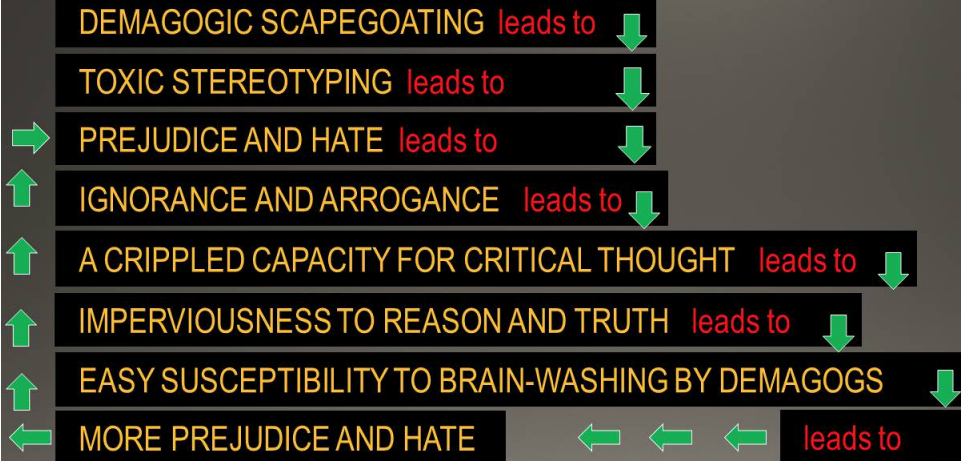 DEMAGOGIC SCAPEGOATING leads to
TOXIC STEREOTYPING leads to
PREJUDICE AND HATE leads to
IGNORANCE AND ARROGANCE leads to
A CRIPPLED CAPACITY FOR CRITICAL THOUGHT leads to
IMPERVIOUSNESS TO REASON AND TRUTH leads to
EASY SUSCEPTIBILITY TO BRAIN-WASHING BY DEMAGOGS
MORE PREJUDICE AND HATE leads to